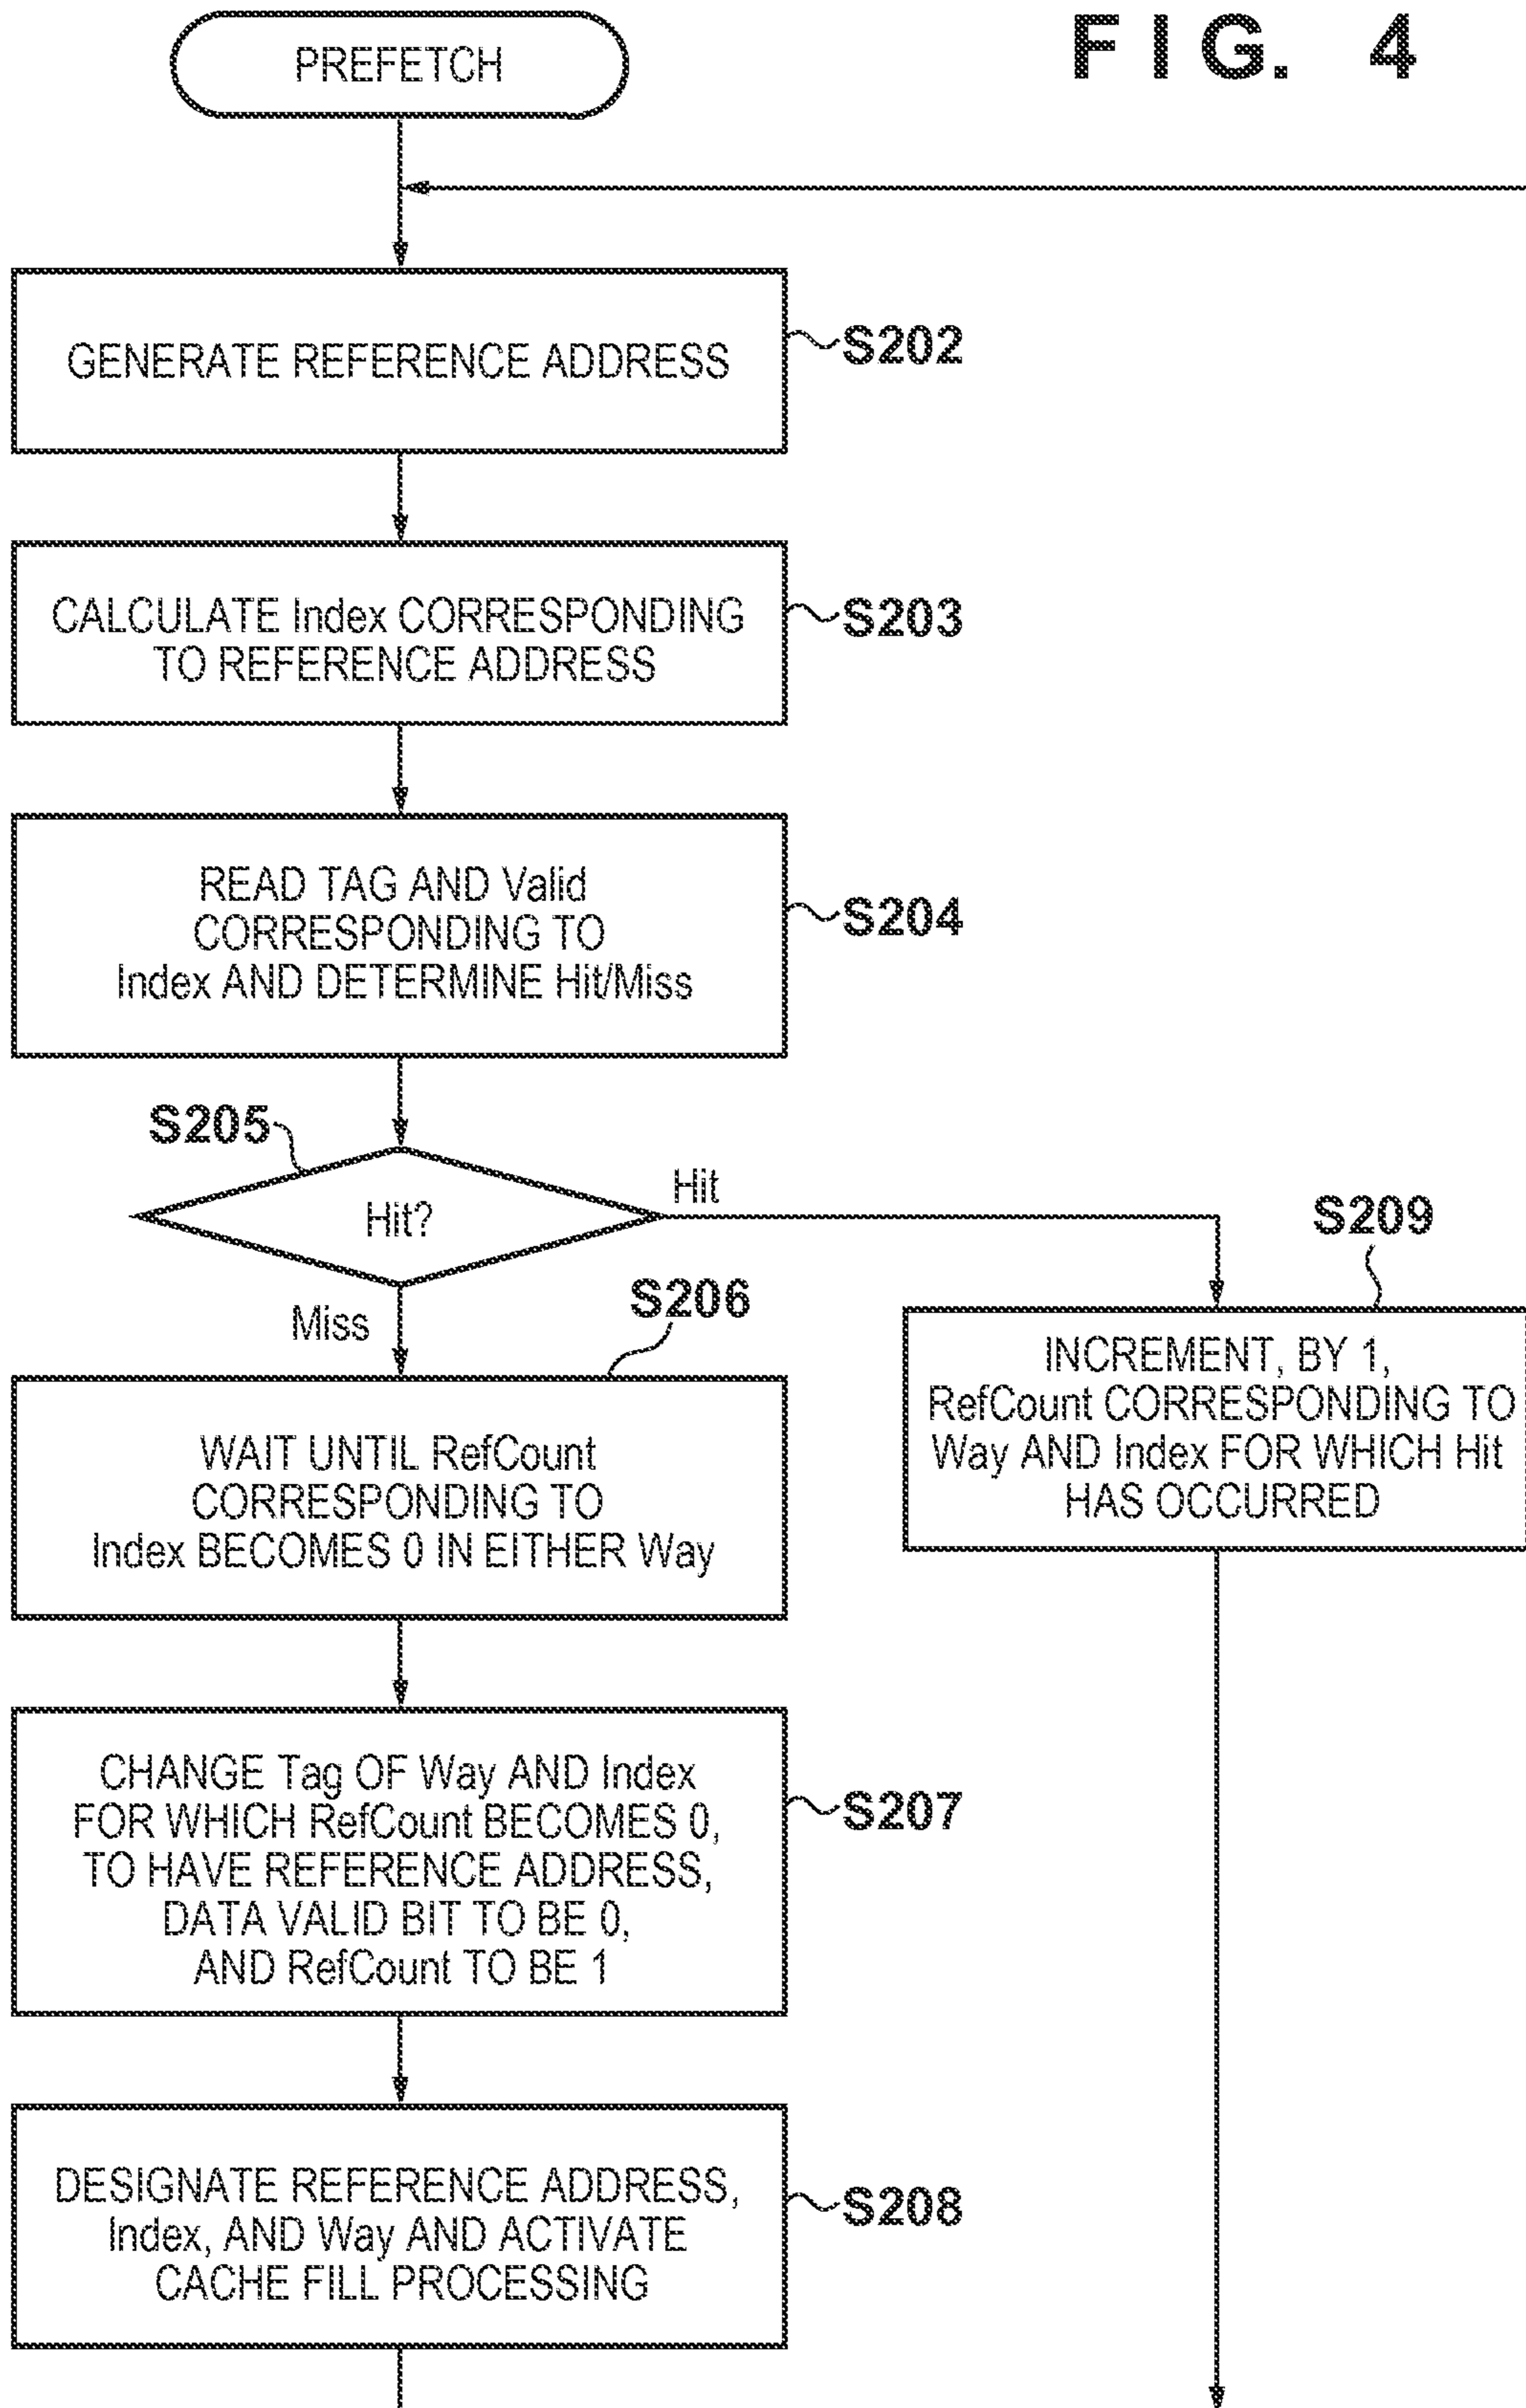 FIG. 4
PREFETCH
GENERATE REFERENCE ADDRESS
S202
CALCULATE Index CORRESPONDING
TO REFERENCE ADDRESS
S203
READ TAG AND Valid
CORRESPONDING TO
Index AND DETERMINE Hit/Miss
S204
S205
Hit?
Hit
Miss
S206
WAIT UNTIL RefCount
CORRESPONDING TO
Index BECOMES 0 IN EITHER Way
S209
INCREMENT, BY 1,
RefCount CORRESPONDING TO
Way AND Index FOR WHICH Hit
HAS OCCURRED
CHANGE Tag OF Way AND Index
FOR WHICH RefCount BECOMES 0,
TO HAVE REFERENCE ADDRESS,
DATA VALID BIT TO BE 0,
AND RefCount TO BE 1
S207
DESIGNATE REFERENCE ADDRESS,
Index, AND Way AND ACTIVATE
CACHE FILL PROCESSING
S208